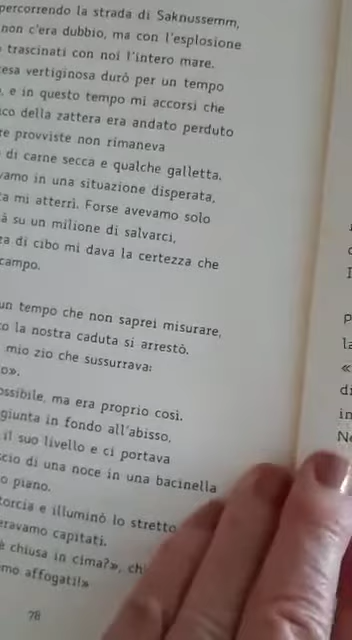 percorrendo la strada di Saknussemm,
non c'era dubbio, ma con l'esplosione
trascinati con noi l'intero mare.
esa vertiginosa durò per un tempo
, e in questo tempo mi accorsi che
co della zattera era andato perduto
re provviste non rimaneva
di carne secca e qualche galletta.
vamo in una situazione disperata,
ta mi atterrì. Forse avevamo solo
à su un milione di salvarci,
za di cibo mi dava la certezza che
campo.
un tempo che non saprei misurare,
to la nostra caduta si arrestò.
mio zio che sussurrava:
o».
ossibile, ma era proprio così.
giunta in fondo all'abisso,
il suo livello e ci portava
scio di una noce in una bacinella
o piano.
torcia e illuminò lo stretto
eravamo capitati.
è chiusa in cima?», ch
mo affogati!»
78